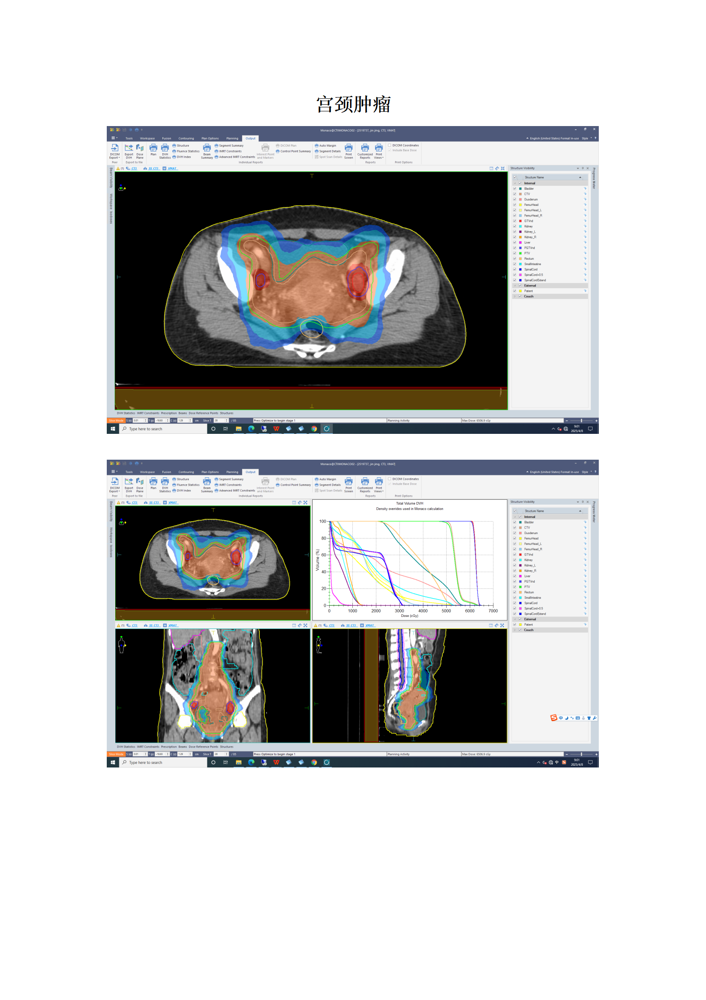 宫颈肿瘤
Monaco@CTXMONACO02 - [2519737, jin jing, CT3, VMAT]
Tools Workspace Fusion Contouring Plan Options Planning Output
English (United States) Format In-use Style ?
DICOM Export Export DVH Dose Plane Plan DVH Statistics
Structure
Fluence Statistics
DVH Index
Beam Summary
Segment Summary
IMRT Constraints
Advanced IMRT Constraints
Interest Point and Markers
DICOM Plan
Control Point Summary
Auto Margin
Segment Details
Spot Scan Details
Print Screen
Customized Reports
Print Views
DICOM Coordinates
Include Base Dose
Peer Export to file Individual Reports Reports Print Options
Beam Visibility
Workspace Isodoses
(1) CT3 SS CT3 VMAT
Structure Visibility
Progress Meter
Structure Name
Internal
Bladder
CTV
Duodenum
FemurHead
FemurHead_L
FemurHead_R
GTVnd
Kidney
Kidney_L
Kidney_R
Liver
PGTVnd
PTV
Rectum
SmallIntestine
SpinalCord
SpinalCord+0.5
SpinalCordExtend
External
Patient
Couch
DVH Statistics IMRT Constraints Prescription Beams Dose Reference Points Structures
Slice Mode S (x): 0.01 T (y): -18.83 C (z): 1.29 cm Slice T 28 / 85 Press Optimize to begin stage 1 Planning Activity Max Dose: 6506.9 cGy
Type here to search
9:01
2025/4/8
Monaco@CTXMONACO02 - [2519737, jin jing, CT3, VMAT]
Tools Workspace Fusion Contouring Plan Options Planning Output
English (United States) Format In-use Style ?
DICOM Export Export DVH Dose Plane Plan DVH Statistics
Structure
Fluence Statistics
DVH Index
Beam Summary
Segment Summary
IMRT Constraints
Advanced IMRT Constraints
Interest Point and Markers
DICOM Plan
Control Point Summary
Auto Margin
Segment Details
Spot Scan Details
Print Screen
Customized Reports
Print Views
DICOM Coordinates
Include Base Dose
Peer Export to file Individual Reports Reports Print Options
Beam Visibility
Workspace Isodoses
(1) CT3 SS CT3 VMAT
Total Volume DVH
Density overrides used in Monaco calculation
100
80
60
40
20
0
Volume (%)
0 1000 2000 3000 4000 5000 6000 7000
Dose (cGy)
(1) CT3 SS CT3 VMAT
(1) CT3 SS CT3 VMAT
Structure Visibility
Progress Meter
Structure Name
Internal
Bladder
CTV
Duodenum
FemurHead
FemurHead_L
FemurHead_R
GTVnd
Kidney
Kidney_L
Kidney_R
Liver
PGTVnd
PTV
Rectum
SmallIntestine
SpinalCord
SpinalCord+0.5
SpinalCordExtend
External
Patient
Couch
中
DVH Statistics IMRT Constraints Prescription Beams Dose Reference Points Structures
Slice Mode S (x): 0.01 T (y): -18.83 C (z): 1.29 cm Slice T 28 / 85 Press Optimize to begin stage 1 Planning Activity Max Dose: 6506.9 cGy
Type here to search
中
9:01
2025/4/8